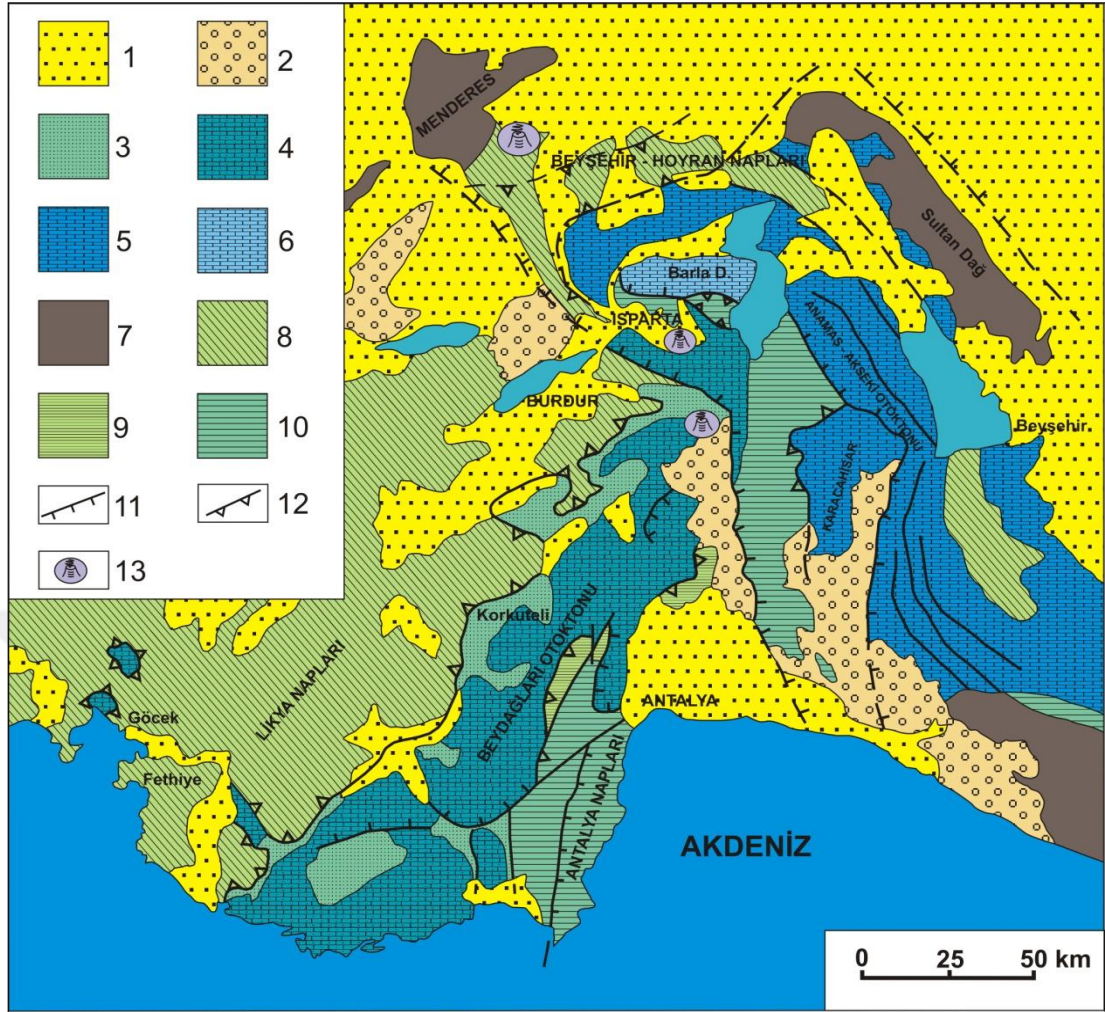 1
2
3
4
5
6
7
8
9
10
11
12
13
MENDERES
BEYŞEHİR - HOYRAN NAPLARI
Sultan Dağ
Barla D.
ISPARTA
ANAMAS - AKSEKİ OTOKTONU
BURDUR
Beyşehir
KARACAHİSAR
Korkuteli
BEYDAĞLARI OTOKTONU
LİKYA NAPLARI
ANTALYA
Göcek
Fethiye
ANTALYA NAPLARI
AKDENİZ
0 25 50 km